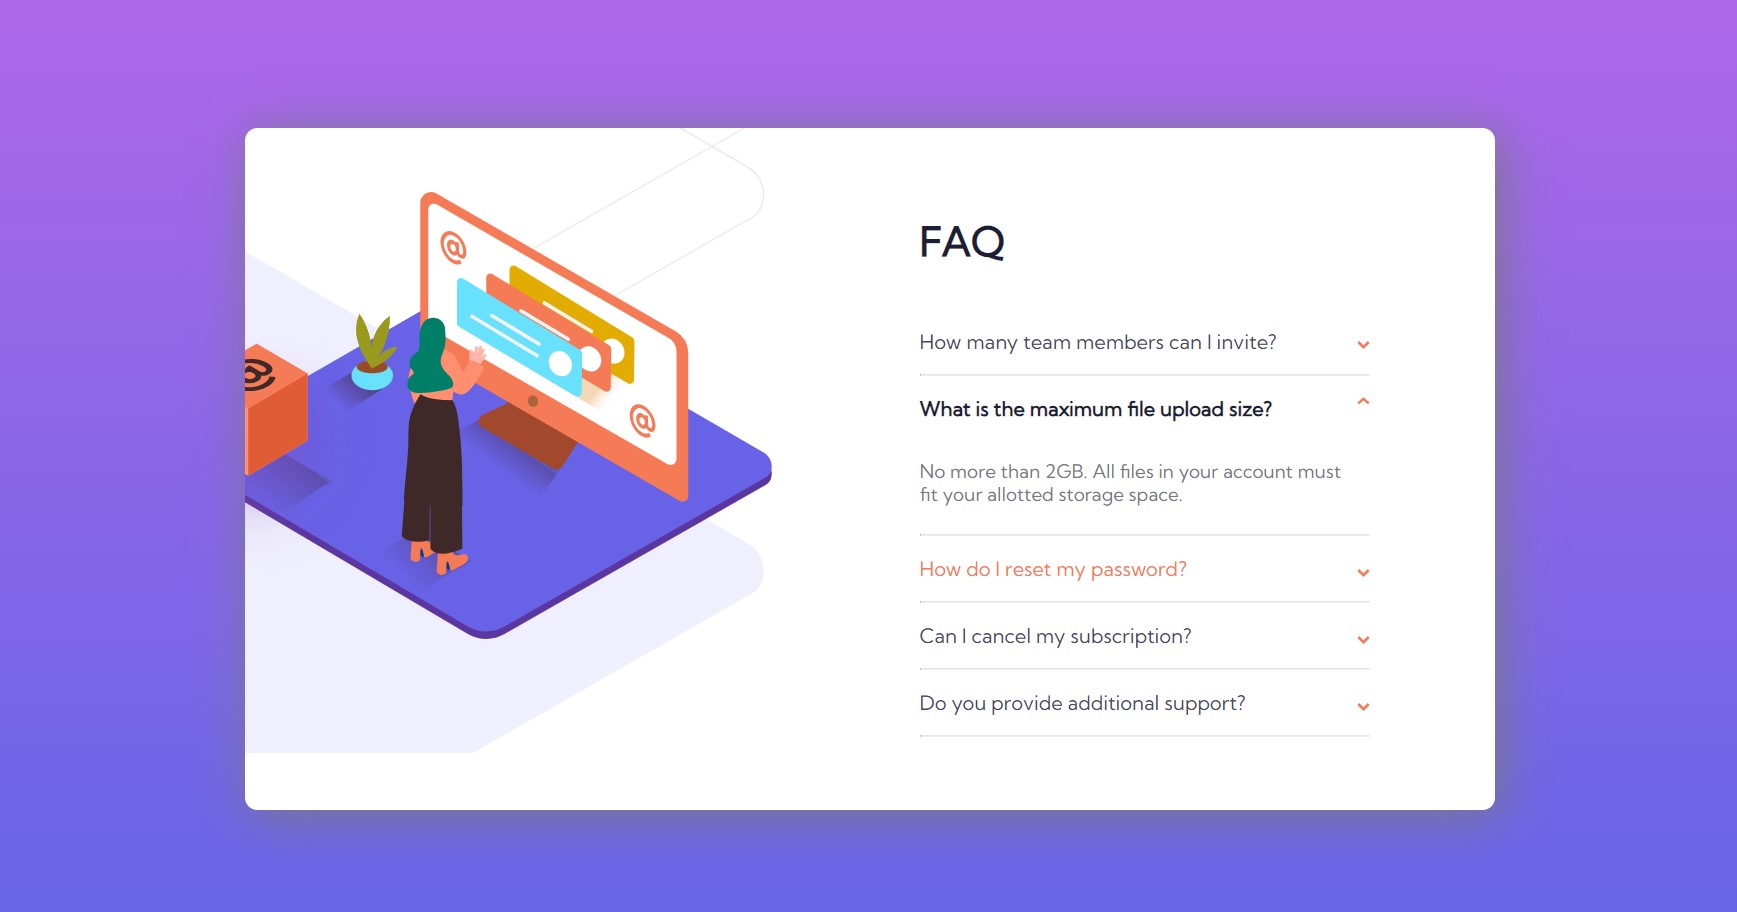 @
@
@
FAQ
How many team members can I invite?
What is the maximum file upload size?
No more than 2GB. All files in your account must
fit your allotted storage space.
How do I reset my password?
Can I cancel my subscription?
Do you provide additional support?